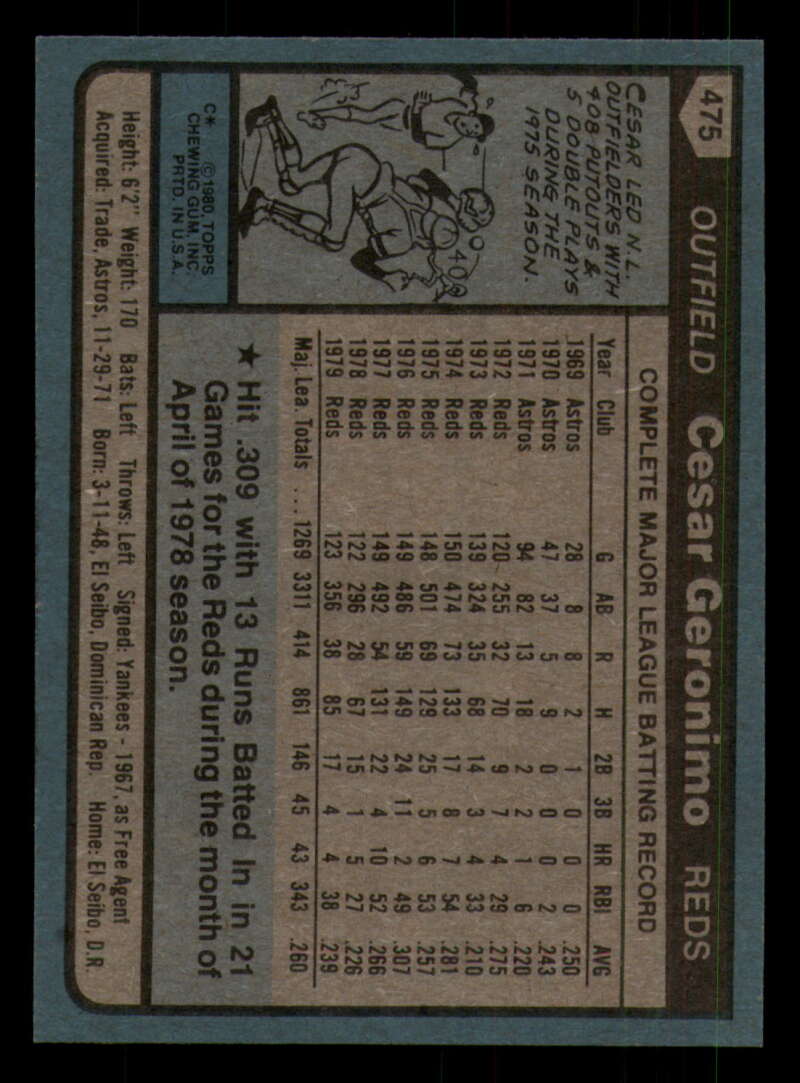 475
OUTFIELD Cesar Geronimo REDS
CESAR LED N.L.
OUTFIELDERS WITH
408 PUTOUTS &
5 DOUBLE PLAYS
DURING THE
1975 SEASON.
40
C* ©1980, TOPPS
CHEWING GUM, INC.
PRTD. IN U.S.A.
COMPLETE MAJOR LEAGUE BATTING RECORD
Year Club G AB R H 2B 3B HR RBI AVG
1969 Astros 28 8 8 2 1 0 0 0 .250
1970 Astros 47 37 5 9 0 0 0 2 .243
1971 Astros 94 82 13 18 2 2 1 6 .220
1972 Reds 120 255 32 70 9 7 4 29 .275
1973 Reds 139 324 35 68 14 3 4 33 .210
1974 Reds 150 474 73 133 17 8 7 54 .281
1975 Reds 148 501 69 129 25 5 6 53 .257
1976 Reds 149 486 59 149 24 11 2 49 .307
1977 Reds 149 492 54 131 22 4 10 52 .266
1978 Reds 122 296 28 67 15 1 5 27 .226
1979 Reds 123 356 38 85 17 4 4 38 .239
Maj. Lea. Totals ... 1269 3311 414 861 146 45 43 343 .260
★ Hit .309 with 13 Runs Batted In in 21
Games for the Reds during the month of
April of 1978 season.
Height: 6'2" Weight: 170 Bats: Left Throws: Left Signed: Yankees - 1967, as Free Agent
Acquired: Trade, Astros, 11-29-71 Born: 3-11-48, El Seibo, Dominican Rep. Home: El Seibo, D.R.